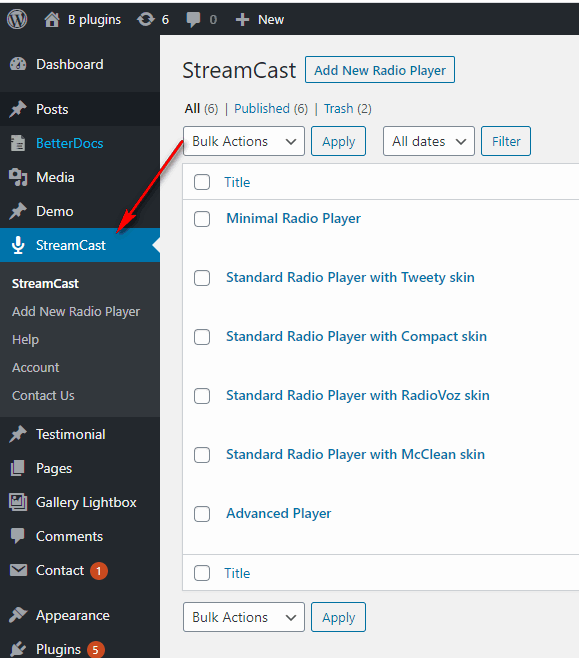 B plugins 6 0 New
Dashboard
Posts
BetterDocs
Media
Demo
StreamCast
StreamCast
Add New Radio Player
Help
Account
Contact Us
Testimonial
Pages
Gallery Lightbox
Comments
Contact 1
Appearance
Plugins 5
StreamCast Add New Radio Player
All (6) | Published (6) | Trash (2)
Bulk Actions Apply All dates Filter
Title
Minimal Radio Player
Standard Radio Player with Tweety skin
Standard Radio Player with Compact skin
Standard Radio Player with RadioVoz skin
Standard Radio Player with McClean skin
Advanced Player
Title
Bulk Actions Apply